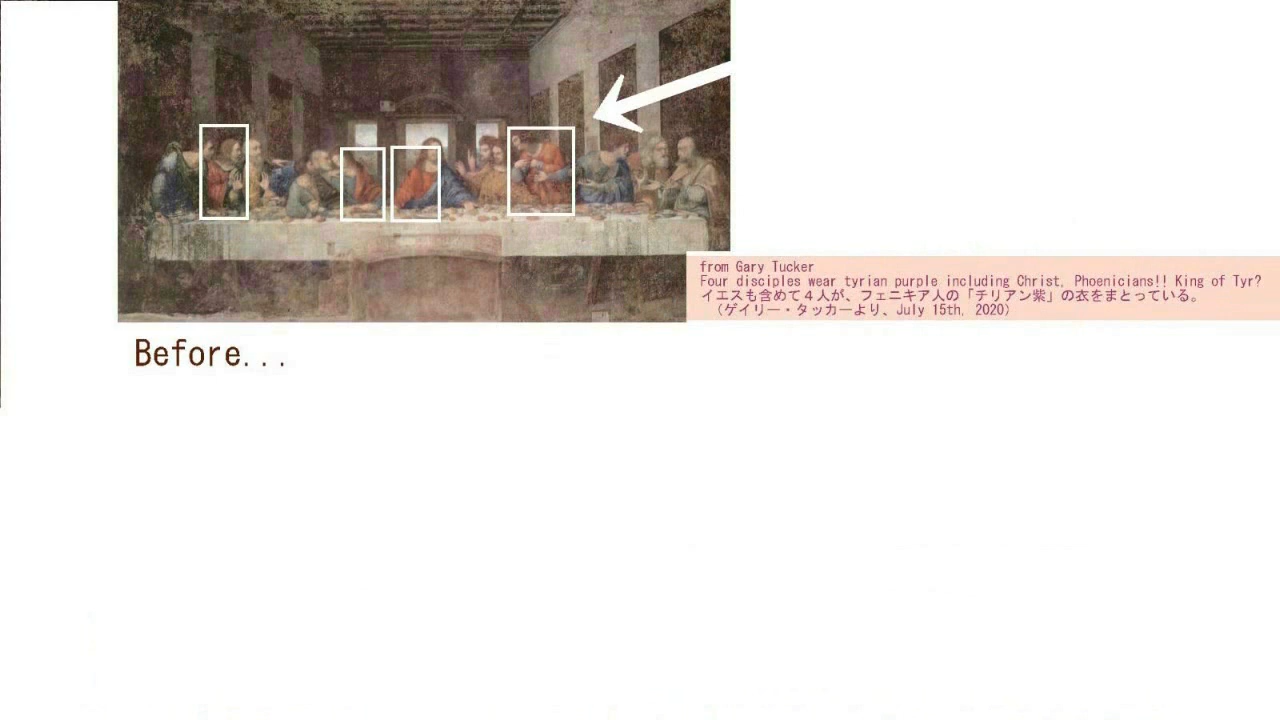 from Gary Tucker
Four disciples wear tyrian purple including Christ, Phoenicians!! King of Tyr?
イエスも含めて４人が、フェニキア人の「チリアン紫」の衣をまとっている。
（ゲイリー・タッカーより、July 15th, 2020）
Before...